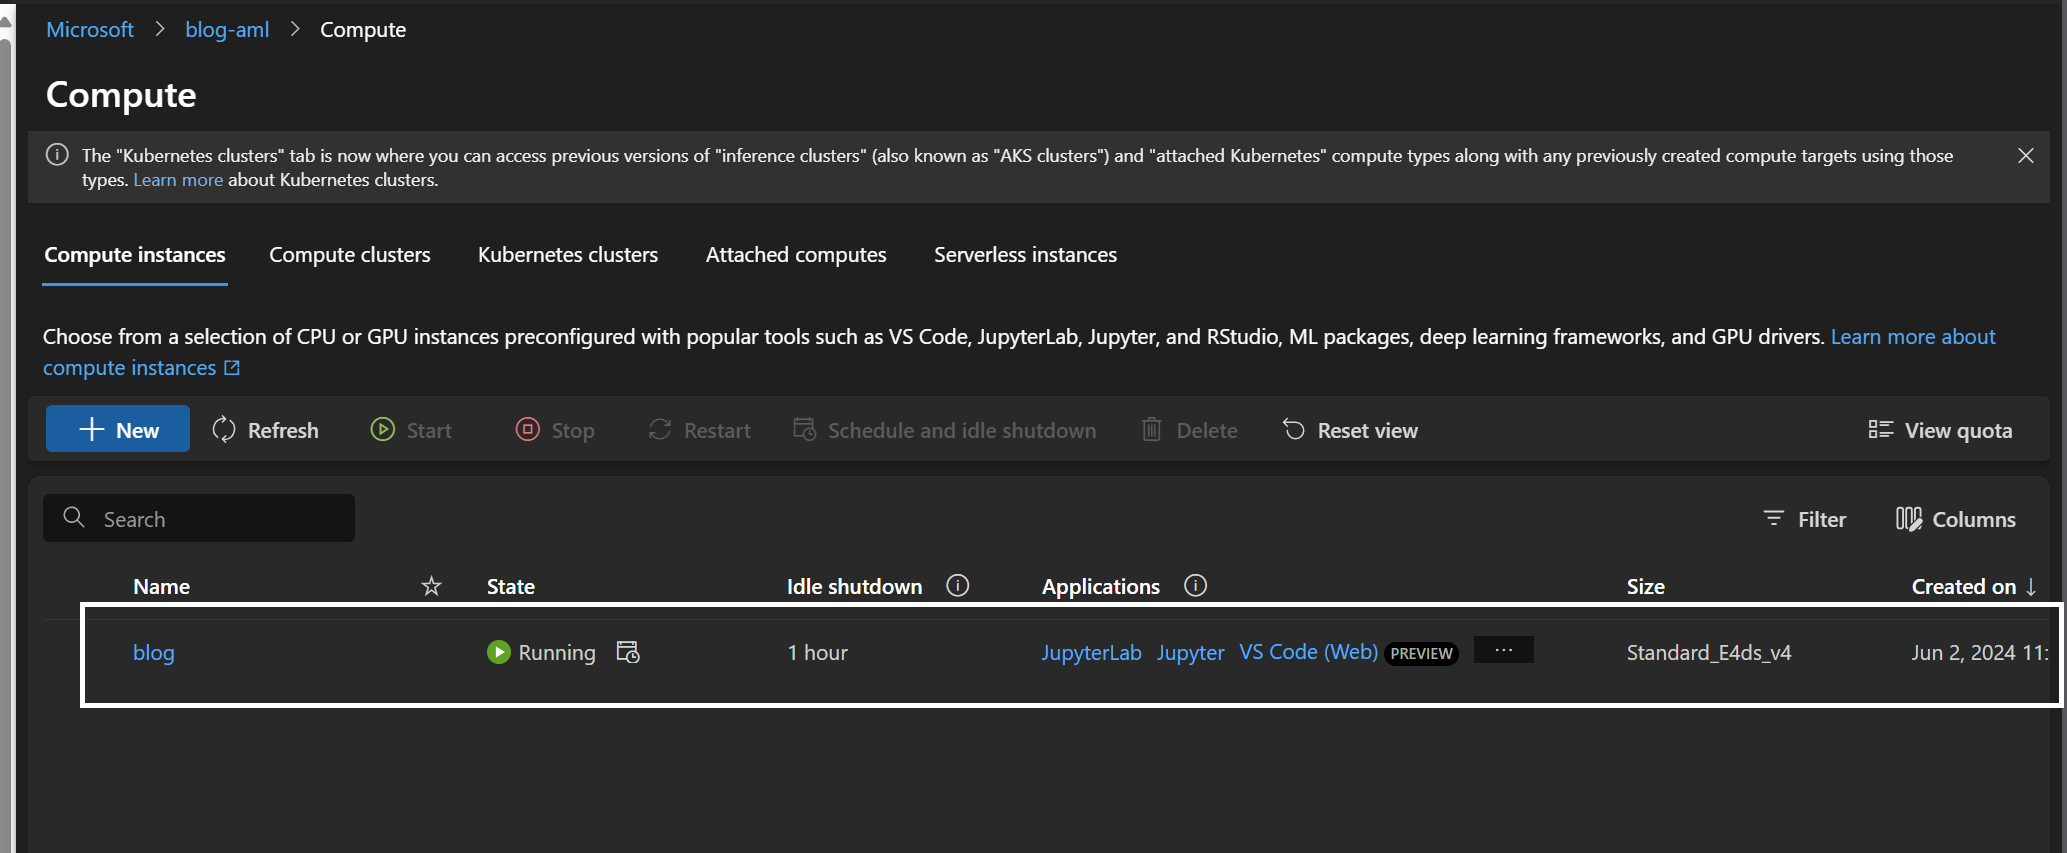 Microsoft > blog-aml > Compute
Compute
The "Kubernetes clusters" tab is now where you can access previous versions of "inference clusters" (also known as "AKS clusters") and "attached Kubernetes" compute types along with any previously created compute targets using those
types. Learn more about Kubernetes clusters.
Compute instances Compute clusters Kubernetes clusters Attached computes Serverless instances
Choose from a selection of CPU or GPU instances preconfigured with popular tools such as VS Code, JupyterLab, Jupyter, and RStudio, ML packages, deep learning frameworks, and GPU drivers. Learn more about
compute instances
New Refresh Start Stop Restart Schedule and idle shutdown Delete Reset view View quota
Search Filter Columns
Name State Idle shutdown Applications Size Created on ↓
blog Running 1 hour JupyterLab Jupyter VS Code (Web) PREVIEW ... Standard_E4ds_v4 Jun 2, 2024 11: